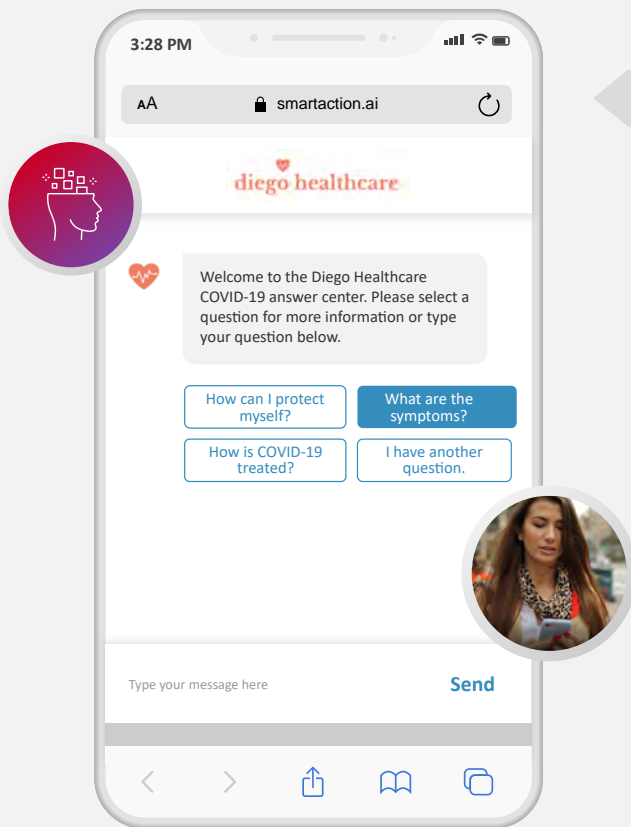 3:28 PM
AA
smartaction.ai
diego healthcare
Welcome to the Diego Healthcare
COVID-19 answer center. Please select a
question for more information or type
your question below.
How can I protect
myself?
What are the
symptoms?
How is COVID-19
treated?
I have another
question.
Type your message here
Send